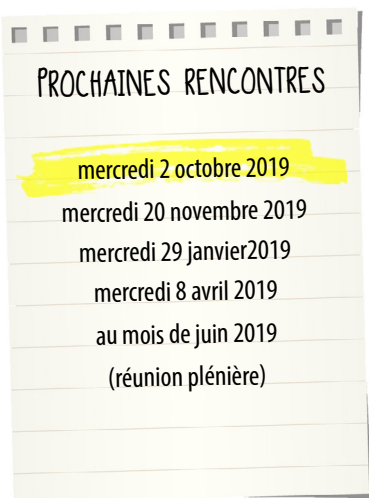 PROCHAINES RENCONTRES
mercredi 2 octobre 2019
mercredi 20 novembre 2019
mercredi 29 janvier2019
mercredi 8 avril 2019
au mois de juin 2019
(réunion plénière)